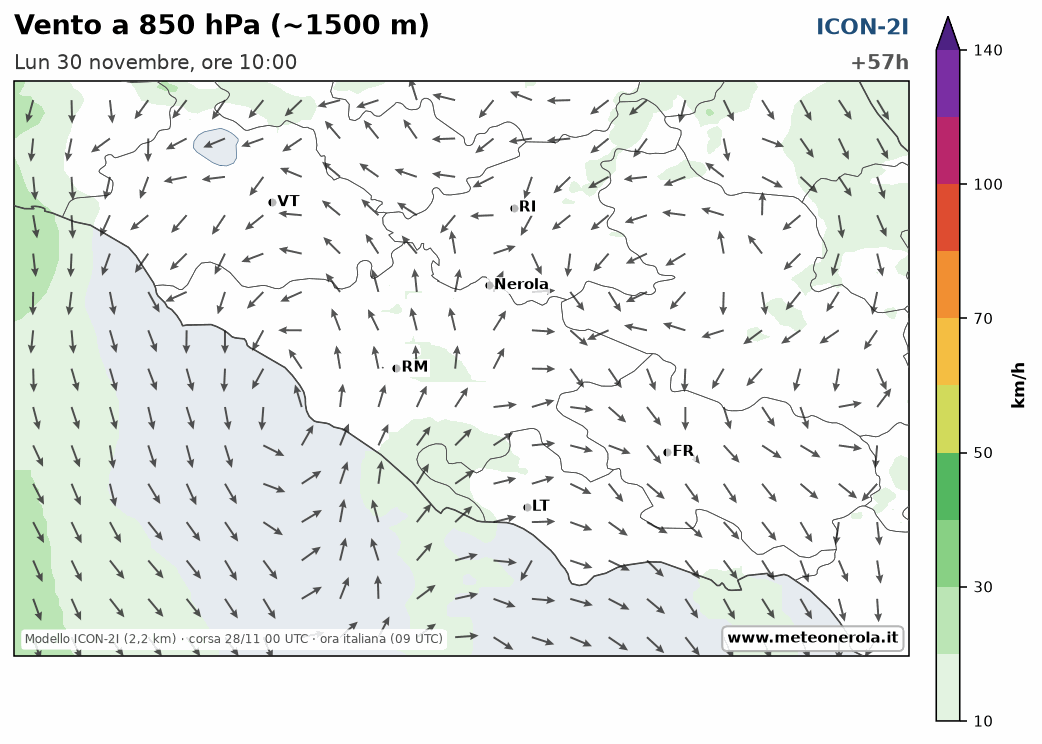 Vento a 850 hPa (~1500 m)
ICON-2I
Lun 30 novembre, ore 10:00
+57h
VT
RI
Nerola
RM
FR
LT
Modello ICON-2I (2,2 km) · corsa 28/11 00 UTC · ora italiana (09 UTC)
www.meteonerola.it
140
100
70
50
30
10
km/h